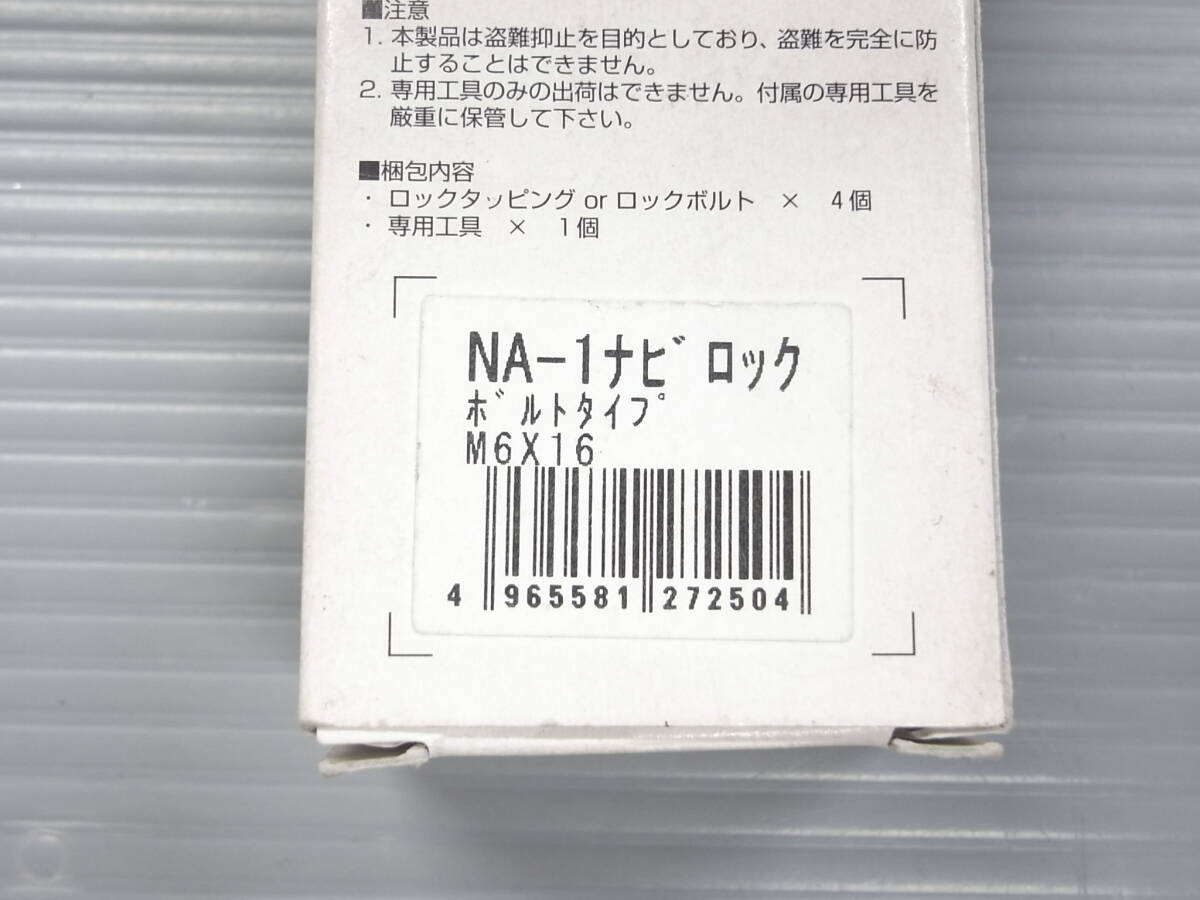 ■注意
1. 本製品は盗難抑止を目的としており、盗難を完全に防
止することはできません。
2. 専用工具のみの出荷はできません。付属の専用工具を
厳重に保管して下さい。
■梱包内容
・ ロックタッピング or ロックボルト × 4個
・ 専用工具 × 1個
NA-1ナビロック
ボルトタイプ
M6X16
4 965581 272504